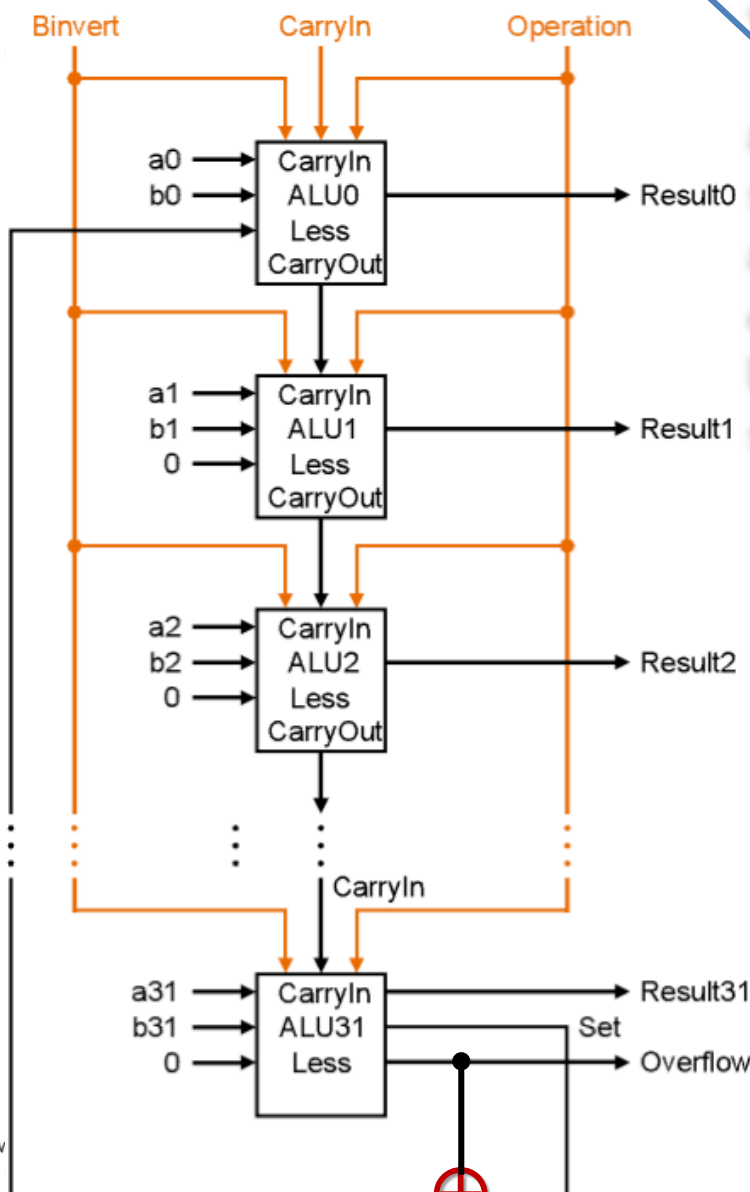 Binvert CarryIn Operation
a0 CarryIn
b0 ALU0 Result0
Less
CarryOut
a1 CarryIn
b1 ALU1 Result1
0 Less
CarryOut
a2 CarryIn
b2 ALU2 Result2
0 Less
CarryOut
CarryIn
a31 CarryIn Result31
b31 ALU31 Set
0 Less Overflow